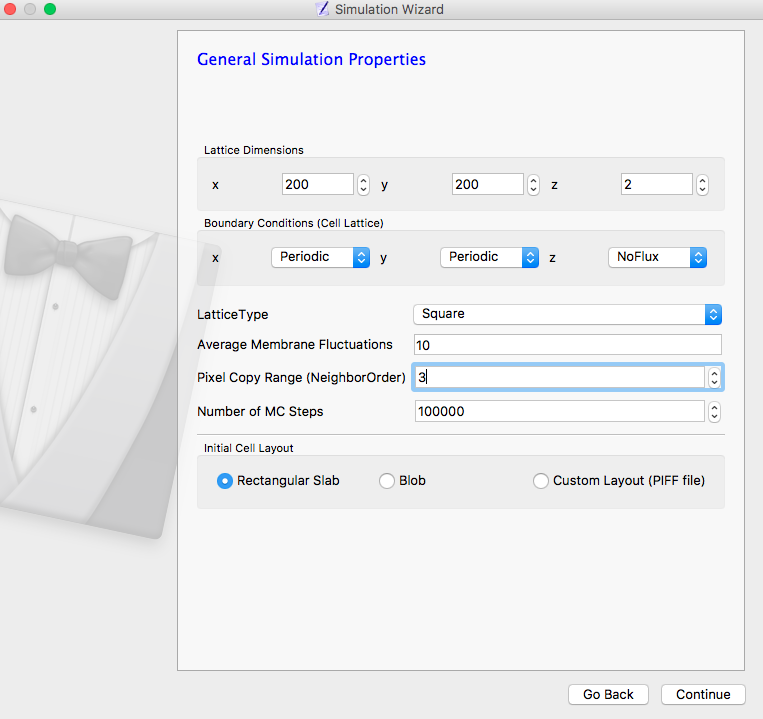 Simulation Wizard
General Simulation Properties
Lattice Dimensions
x 200 y 200 z 2
Boundary Conditions (Cell Lattice)
x Periodic y Periodic z NoFlux
LatticeType Square
Average Membrane Fluctuations 10
Pixel Copy Range (NeighborOrder) 3
Number of MC Steps 100000
Initial Cell Layout
Rectangular Slab Blob Custom Layout (PIFF file)
Go Back Continue